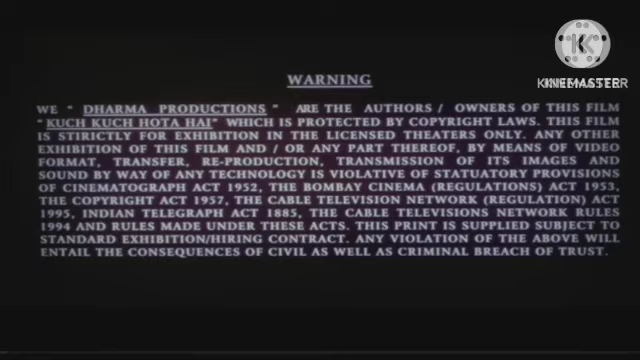 KINEMASTER
WARNING
WE " DHARMA PRODUCTIONS " ARE THE AUTHORS / OWNERS OF THIS FILM
"KUCH KUCH HOTA HAI" WHICH IS PROTECTED BY COPYRIGHT LAWS. THIS FILM
IS STIRICTLY FOR EXHIBITION IN THE LICENSED THEATERS ONLY. ANY OTHER
EXHIBITION OF THIS FILM AND / OR ANY PART THEREOF, BY MEANS OF VIDEO
FORMAT, TRANSFER, RE-PRODUCTION, TRANSMISSION OF ITS IMAGES AND
SOUND BY WAY OF ANY TECHNOLOGY IS VIOLATIVE OF STATUATORY PROVISIONS
OF CINEMATOGRAPH ACT 1952, THE BOMBAY CINEMA (REGULATIONS) ACT 1953,
THE COPYRIGHT ACT 1957, THE CABLE TELEVISION NETWORK (REGULATION) ACT
1995, INDIAN TELEGRAPH ACT 1885, THE CABLE TELEVISIONS NETWORK RULES
1994 AND RULES MADE UNDER THESE ACTS. THIS PRINT IS SUPPLIED SUBJECT TO
STANDARD EXHIBITION/HIRING CONTRACT. ANY VIOLATION OF THE ABOVE WILL
ENTAIL THE CONSEQUENCES OF CIVIL AS WELL AS CRIMINAL BREACH OF TRUST.